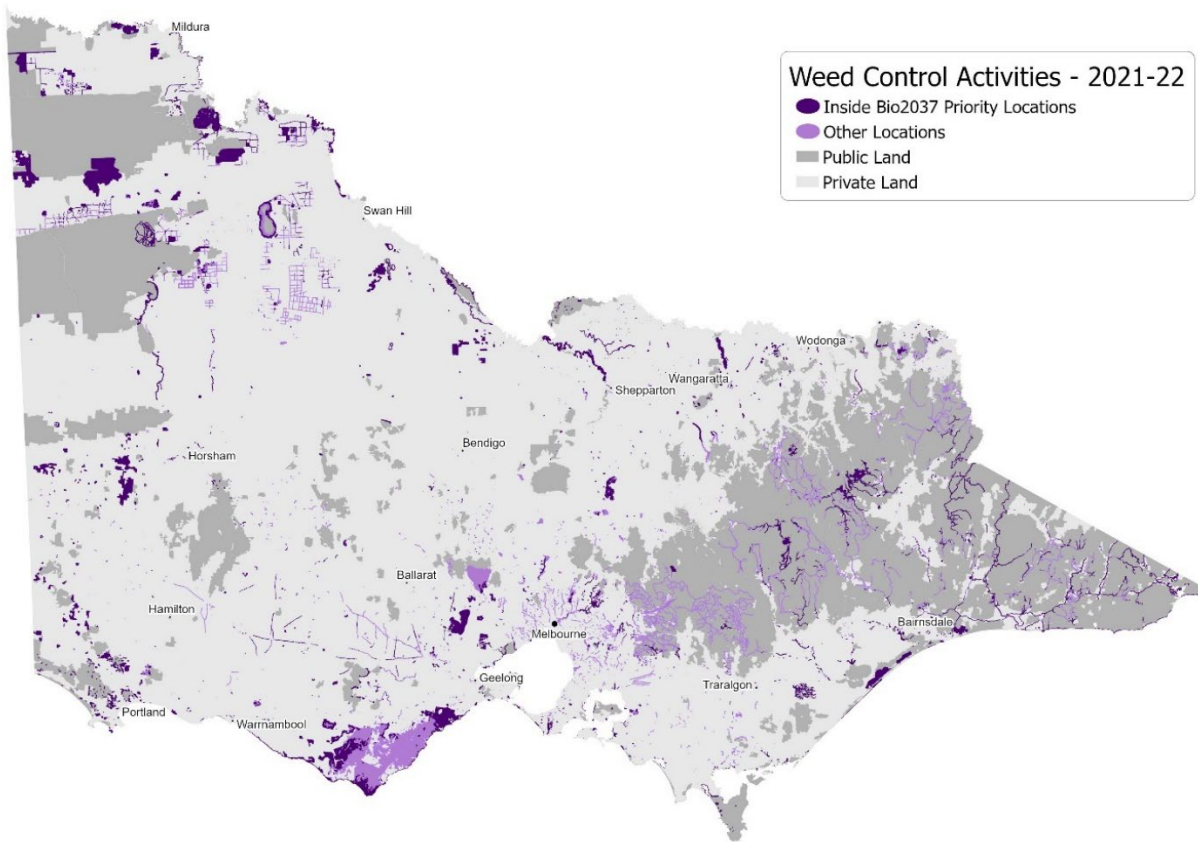 Mildura
Weed Control Activities - 2021-22
Inside Bio2037 Priority Locations
Other Locations
Public Land
Private Land
Swan Hill
Wodonga
Wangaratta
Shepparton
Bendigo
Horsham
Ballarat
Hamilton
Melbourne
Bairnsdale
Geelong
Traralgon
Portland
Warrnambool